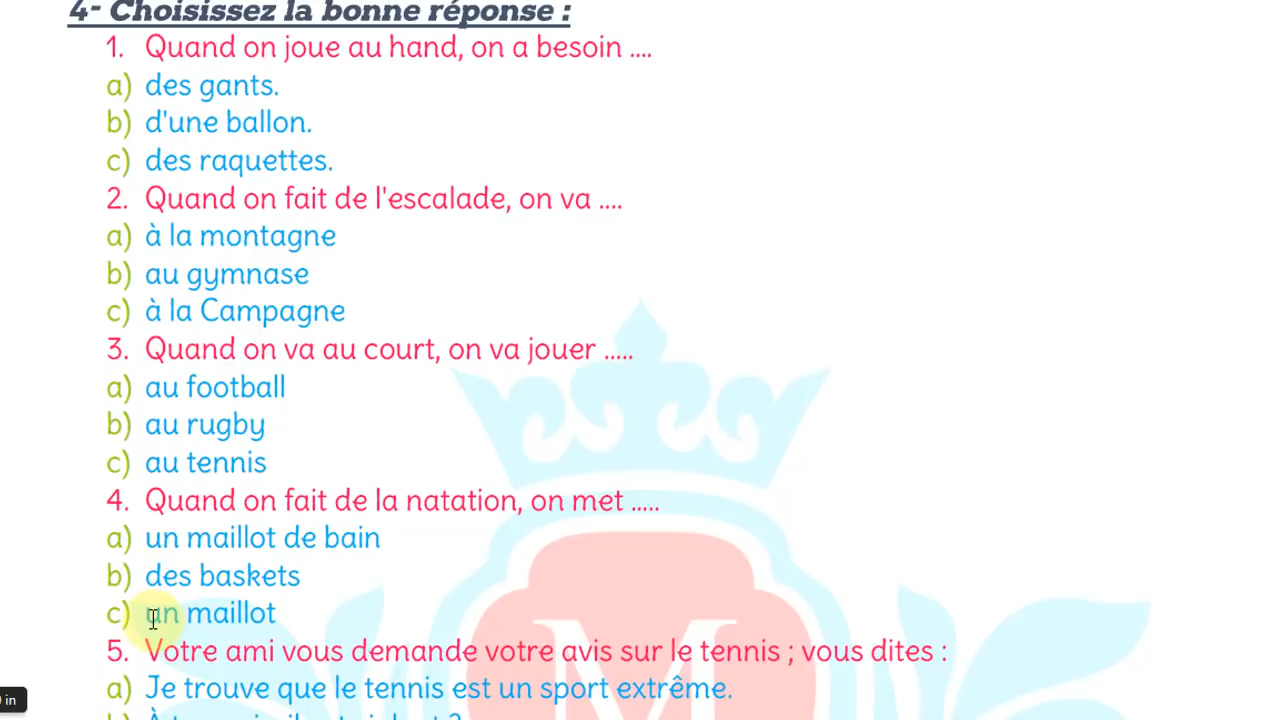 4- Choisissez la bonne réponse :
1. Quand on joue au hand, on a besoin ....
a) des gants.
b) d'une ballon.
c) des raquettes.
2. Quand on fait de l'escalade, on va ....
a) à la montagne
b) au gymnase
c) à la Campagne
3. Quand on va au court, on va jouer .....
a) au football
b) au rugby
c) au tennis
4. Quand on fait de la natation, on met .....
a) un maillot de bain
b) des baskets
c) un maillot
5. Votre ami vous demande votre avis sur le tennis ; vous dites :
a) Je trouve que le tennis est un sport extrême.
in
M